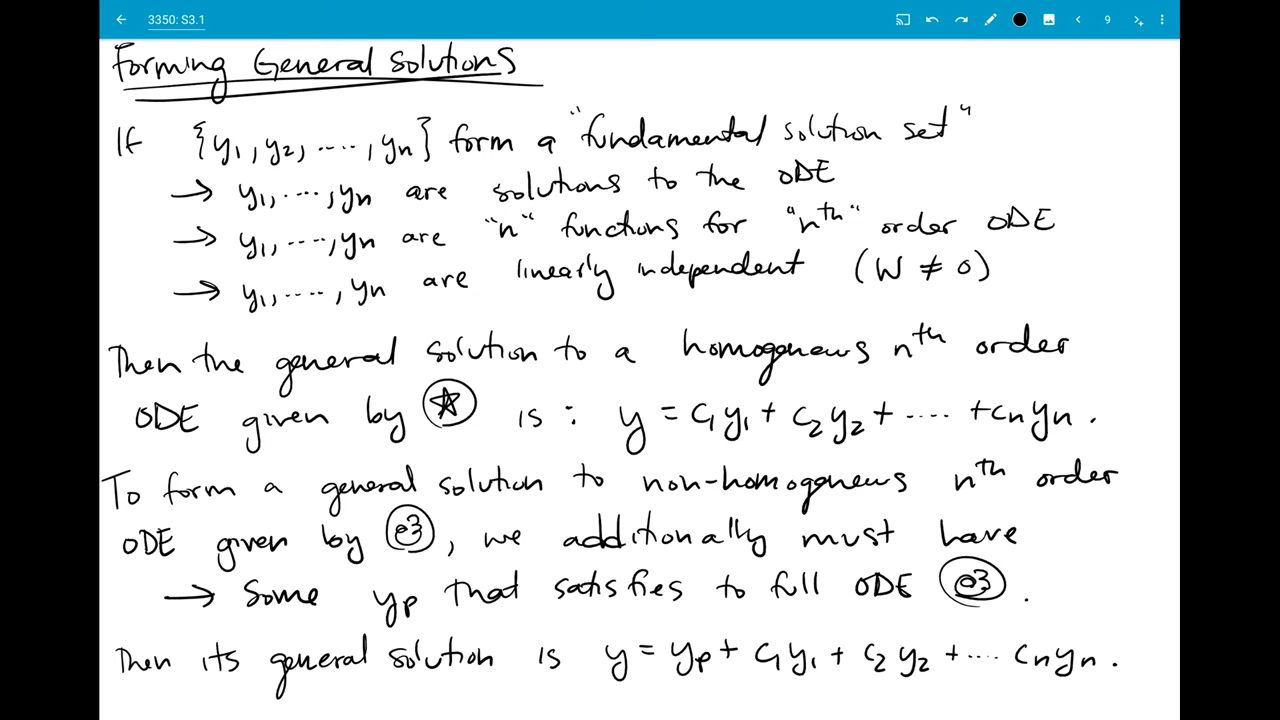 3350: S3.1
9
Forming General solutions
If {y₁, y₂, ...., yₙ} form a "fundamental solution set"
→ y₁, ...., yₙ are solutions to the ODE
→ y₁, ...., yₙ are "n" functions for "nᵗʰ" order ODE
→ y₁, ...., yₙ are linearly independent (W ≠ 0)
Then the general solution to a homogeneous nᵗʰ order
ODE given by ☆ is: y = c₁y₁ + c₂y₂ + ..... + cₙyₙ.
To form a general solution to non-homogeneous nᵗʰ order
ODE given by e3, we additionally must have
→ Some yₚ that satisfies to full ODE e3.
Then its general solution is y = yₚ + c₁y₁ + c₂y₂ + .... cₙyₙ.